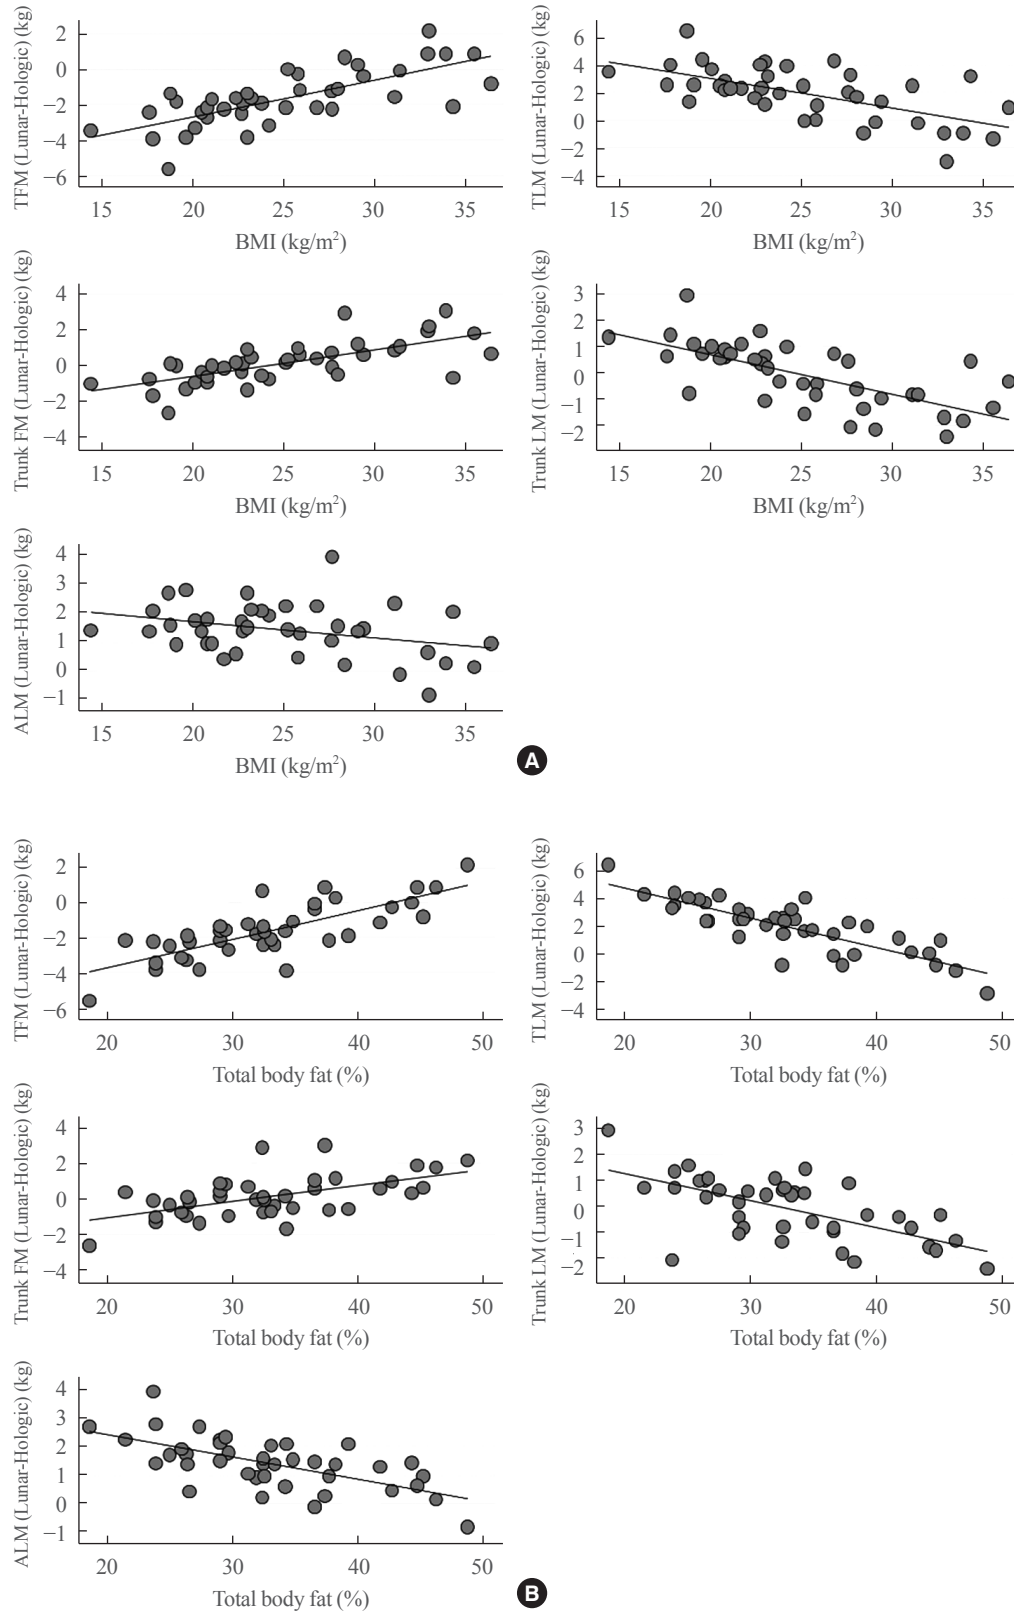 TFM (Lunar-Hologic) (kg)
2
0
−2
−4
−6
15 20 25 30 35
BMI (kg/m²)
TLM (Lunar-Hologic) (kg)
6
4
2
0
−2
−4
15 20 25 30 35
BMI (kg/m²)
Trunk FM (Lunar-Hologic) (kg)
4
2
0
−2
−4
15 20 25 30 35
BMI (kg/m²)
Trunk LM (Lunar-Hologic) (kg)
3
2
1
0
−1
−2
15 20 25 30 35
BMI (kg/m²)
ALM (Lunar-Hologic) (kg)
4
3
2
1
0
−1
15 20 25 30 35
BMI (kg/m²)
A
TFM (Lunar-Hologic) (kg)
2
0
−2
−4
−6
20 30 40 50
Total body fat (%)
TLM (Lunar-Hologic) (kg)
6
4
2
0
−2
−4
20 30 40 50
Total body fat (%)
Trunk FM (Lunar-Hologic) (kg)
4
2
0
−2
−4
20 30 40 50
Total body fat (%)
Trunk LM (Lunar-Hologic) (kg)
3
2
1
0
−1
−2
20 30 40 50
Total body fat (%)
ALM (Lunar-Hologic) (kg)
4
3
2
1
0
−1
20 30 40 50
Total body fat (%)
B